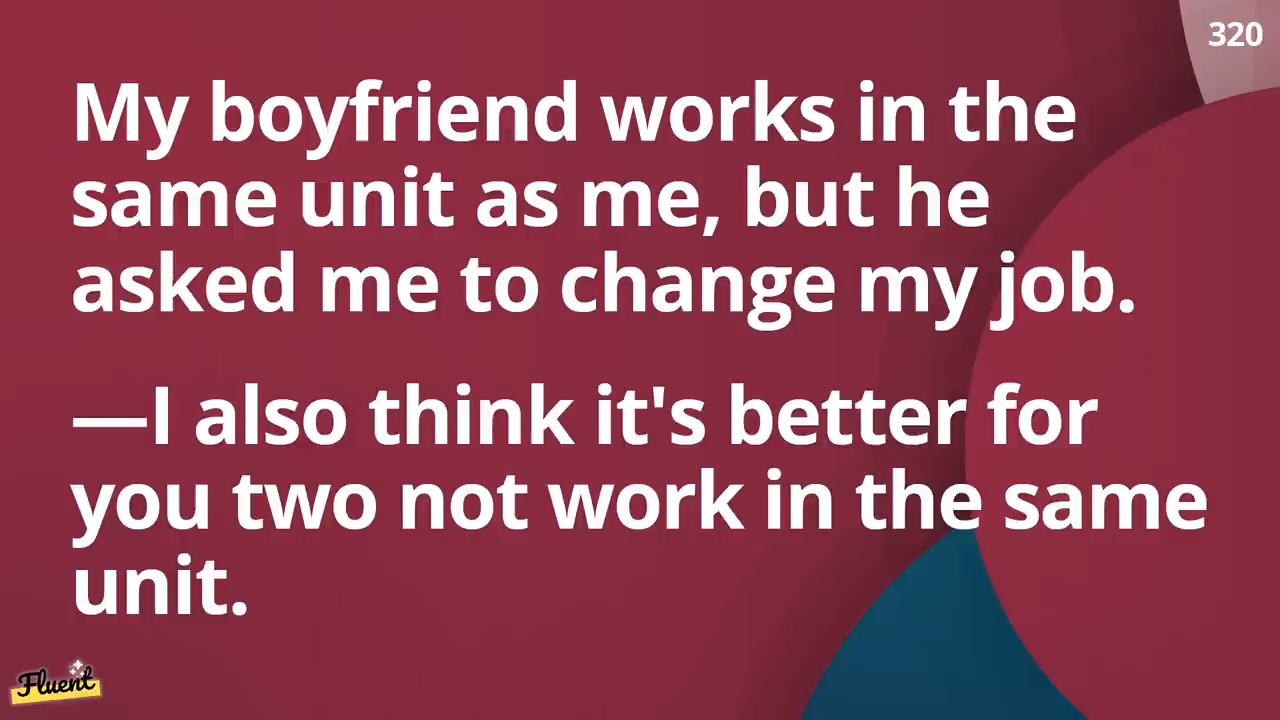 320
My boyfriend works in the
same unit as me, but he
asked me to change my job.
—I also think it's better for
you two not work in the same
unit.
Fluent